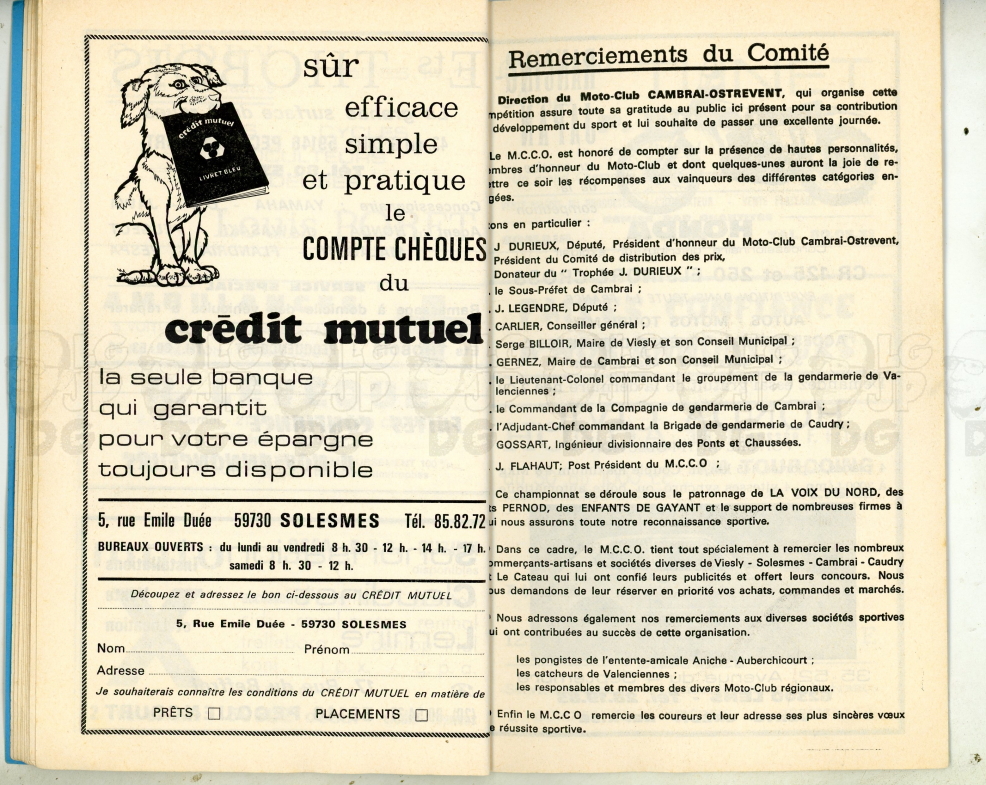 crédit mutuel
LIVRET BLEU
sûr
efficace
simple
et pratique
le
COMPTE CHÈQUES
du
crédit mutuel
la seule banque
qui garantit
pour votre épargne
toujours disponible
5, rue Emile Duée 59730 SOLESMES Tél. 85.82.72
BUREAUX OUVERTS : du lundi au vendredi 8 h. 30 - 12 h. - 14 h. - 17 h.
samedi 8 h. 30 - 12 h.
Découpez et adressez le bon ci-dessous au CRÉDIT MUTUEL
5, Rue Emile Duée - 59730 SOLESMES
Nom Prénom
Adresse
Je souhaiterais connaître les conditions du CRÉDIT MUTUEL en matière de
PRÊTS PLACEMENTS
Remerciements du Comité
Direction du Moto-Club CAMBRAI-OSTREVENT, qui organise cette
mpétition assure toute sa gratitude au public ici présent pour sa contribution
développement du sport et lui souhaite de passer une excellente journée.
Le M.C.C.O. est honoré de compter sur la présence de hautes personnalités,
mbres d'honneur du Moto-Club et dont quelques-unes auront la joie de re-
ttre ce soir les récompenses aux vainqueurs des différentes catégories en-
gées.
ons en particulier :
J DURIEUX, Député, Président d'honneur du Moto-Club Cambrai-Ostrevent,
Président du Comité de distribution des prix,
Donateur du " Trophée J. DURIEUX " ;
le Sous-Préfet de Cambrai ;
J. LEGENDRE, Député ;
CARLIER, Conseiller général ;
Serge BILLOIR, Maire de Viesly et son Conseil Municipal ;
GERNEZ, Maire de Cambrai et son Conseil Municipal ;
le Lieutenant-Colonel commandant le groupement de la gendarmerie de Va-
lenciennes ;
le Commandant de la Compagnie de gendarmerie de Cambrai ;
l'Adjudant-Chef commandant la Brigade de gendarmerie de Caudry ;
GOSSART, Ingénieur divisionnaire des Ponts et Chaussées.
J. FLAHAUT; Post Président du M.C.C.O ;
Ce championnat se déroule sous le patronnage de LA VOIX DU NORD, des
s PERNOD, des ENFANTS DE GAYANT et le support de nombreuses firmes à
ui nous assurons toute notre reconnaissance sportive.
Dans ce cadre, le M.C.C.O. tient tout spécialement à remercier les nombreux
mmerçants-artisans et sociétés diverses de Viesly - Solesmes - Cambrai - Caudry
Le Cateau qui lui ont confié leurs publicités et offert leurs concours. Nous
us demandons de leur réserver en priorité vos achats, commandes et marchés.
Nous adressons également nos remerciements aux diverses sociétés sportives
ui ont contribuées au succès de cette organisation.
les pongistes de l'entente-amicale Aniche - Auberchicourt ;
les catcheurs de Valenciennes ;
les responsables et membres des divers Moto-Club régionaux.
Enfin le M.C.C O remercie les coureurs et leur adresse ses plus sincères vœux
e réussite sportive.